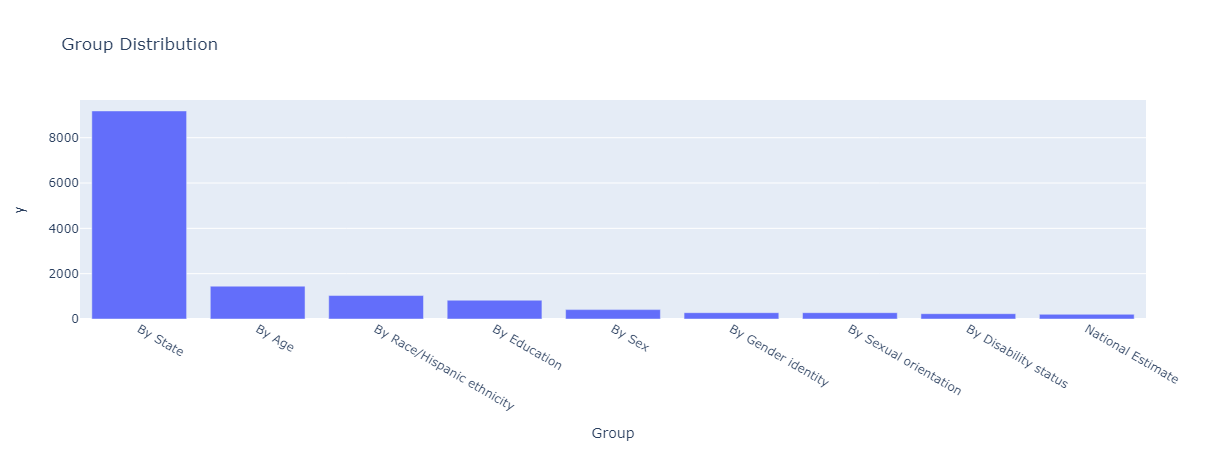 Group Distribution
8000
6000
4000
2000
0
y
By State
By Age
By Race/Hispanic ethnicity
By Education
By Sex
By Gender identity
By Sexual orientation
By Disability status
National Estimate
Group